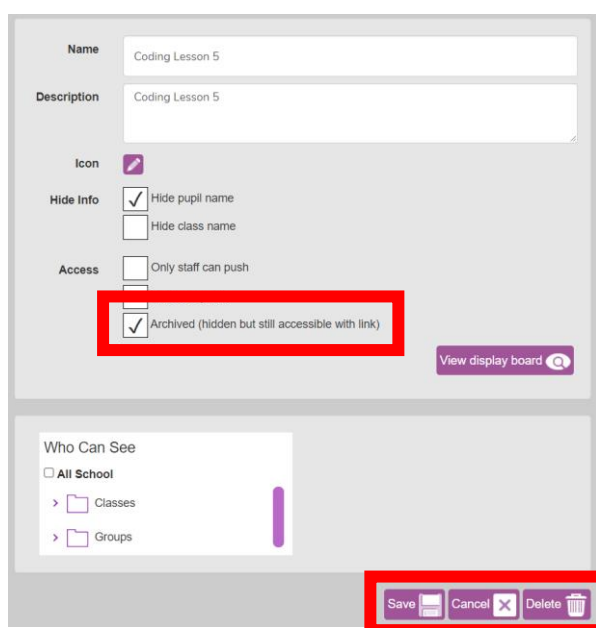 Name
Coding Lesson 5
Description
Coding Lesson 5
Icon
Hide Info
Hide pupil name
Hide class name
Access
Only staff can push
Archived (hidden but still accessible with link)
View display board
Who Can See
All School
Classes
Groups
Save Cancel Delete